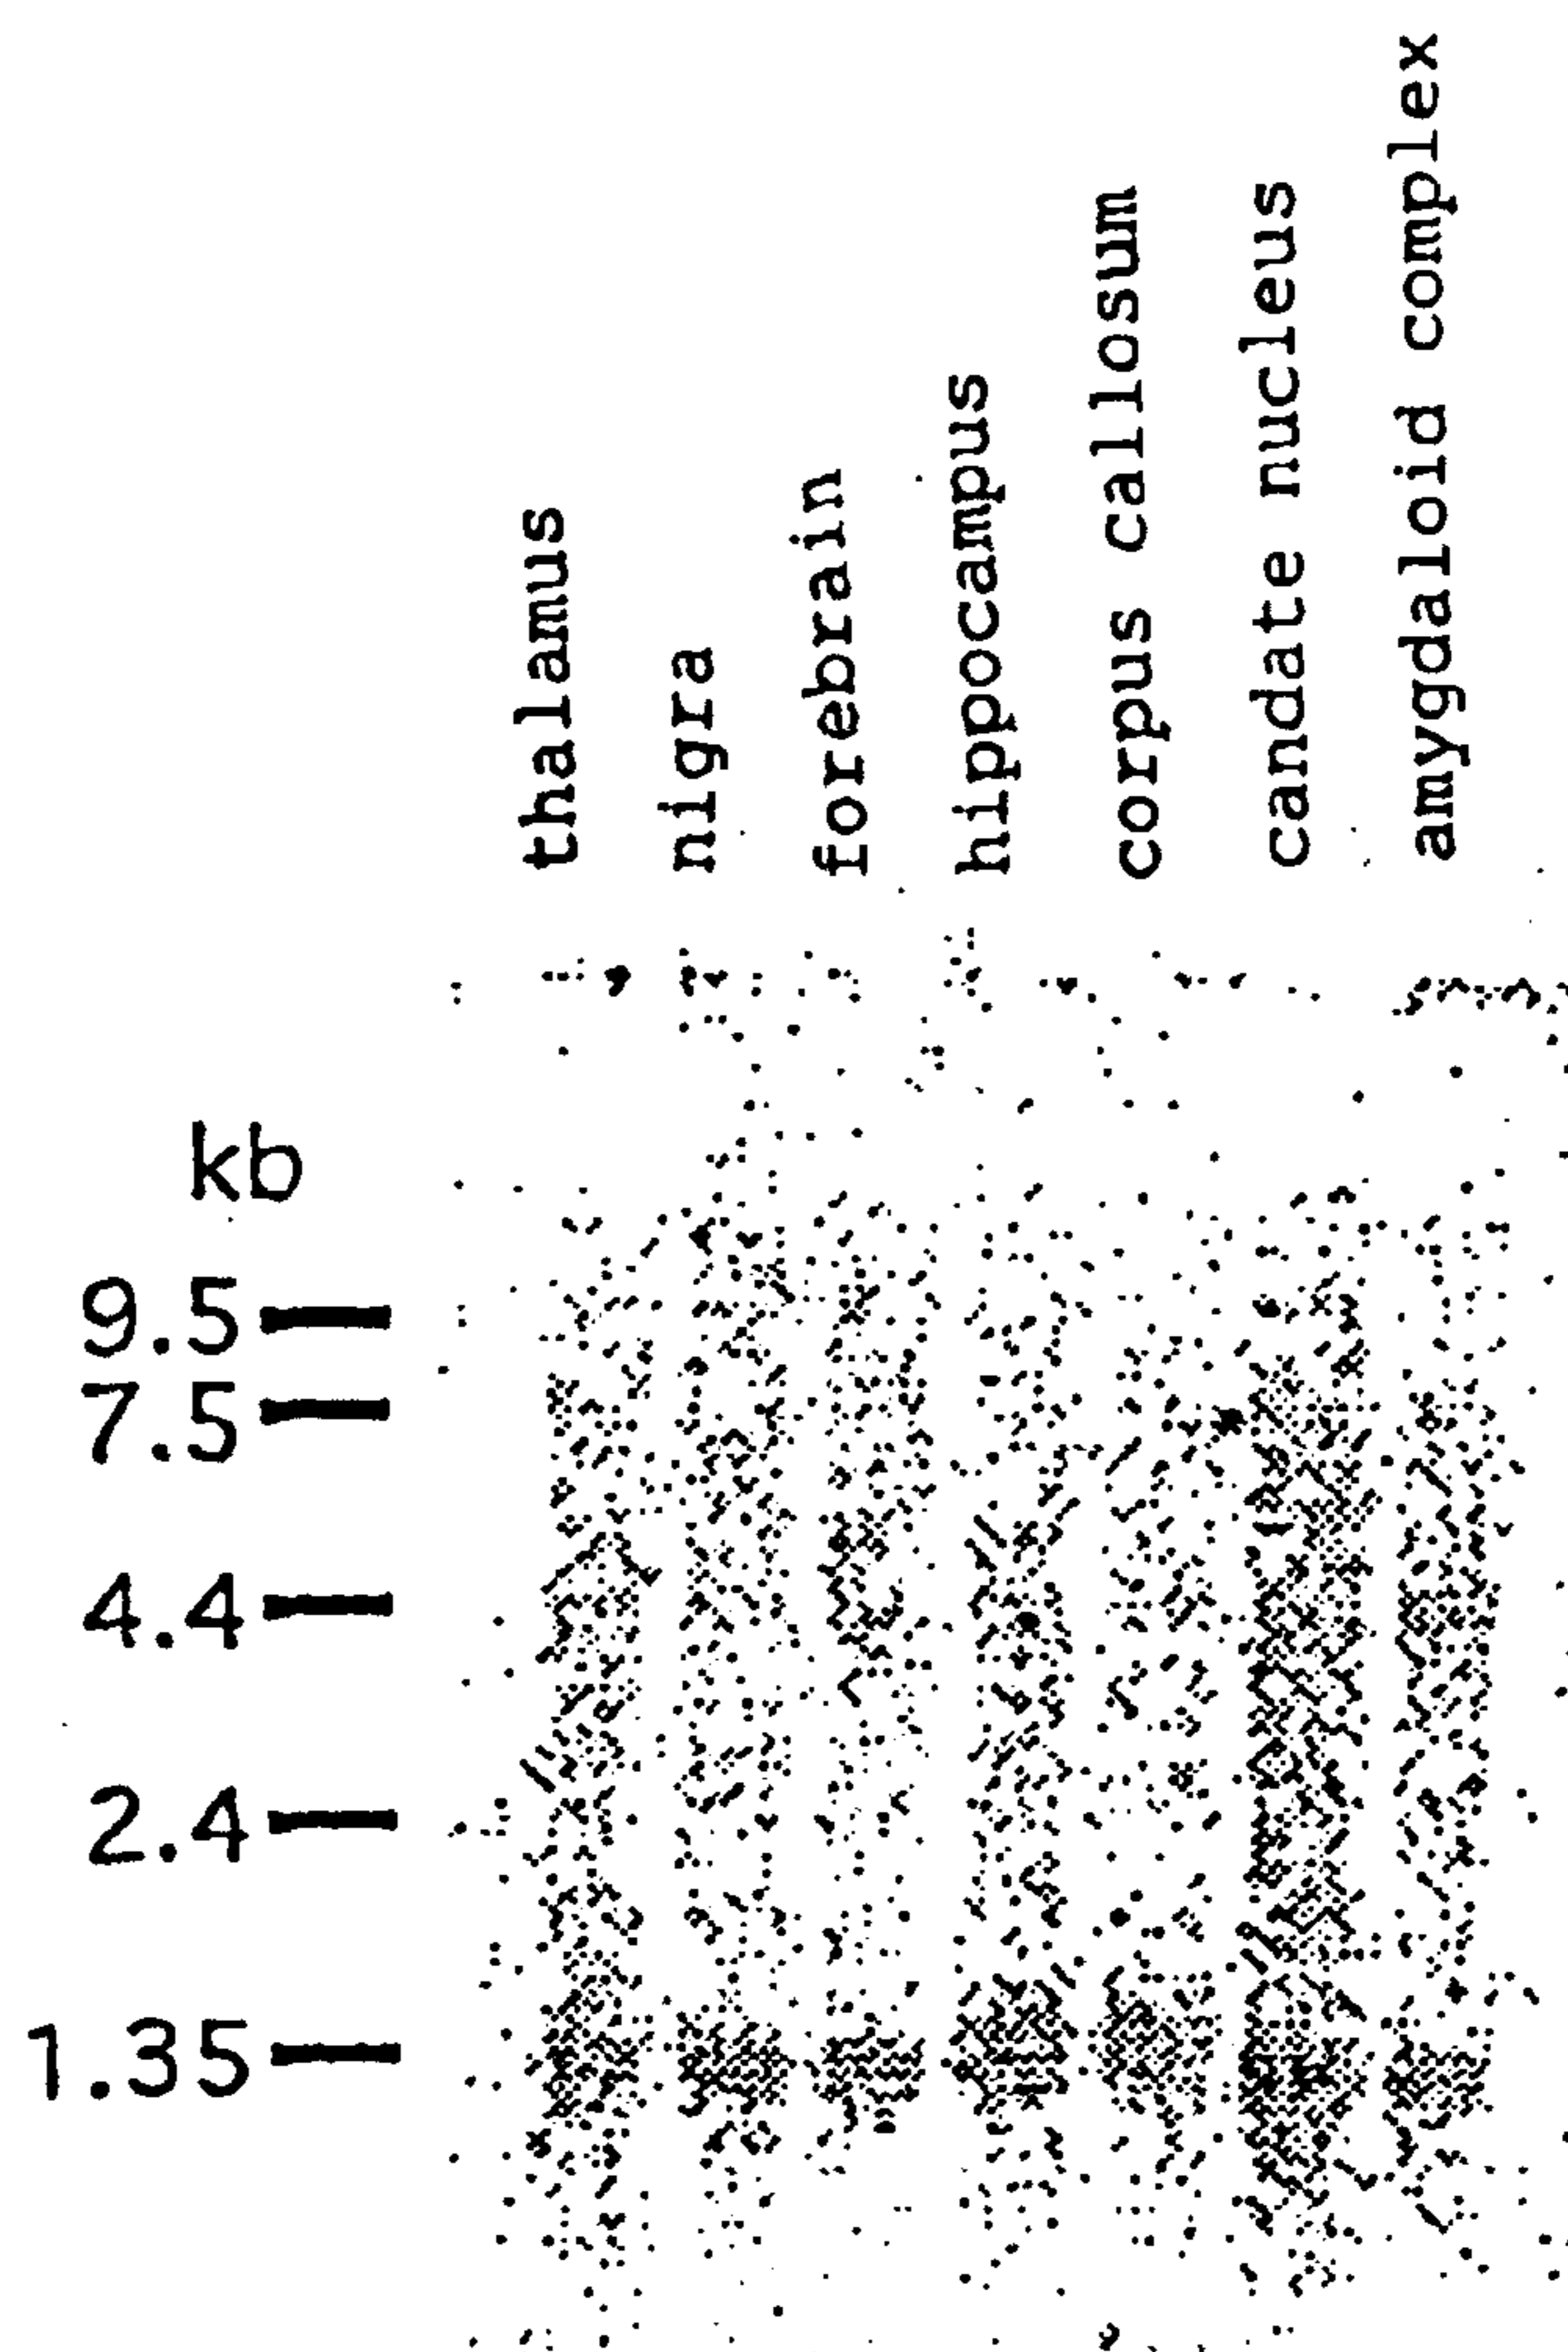 thalamus
nigra
forebrain
hippocampus
corpus callosum
candate nucleus
amygdaloid complex
kb
9.5
7.5
4.4
2.4
1.35